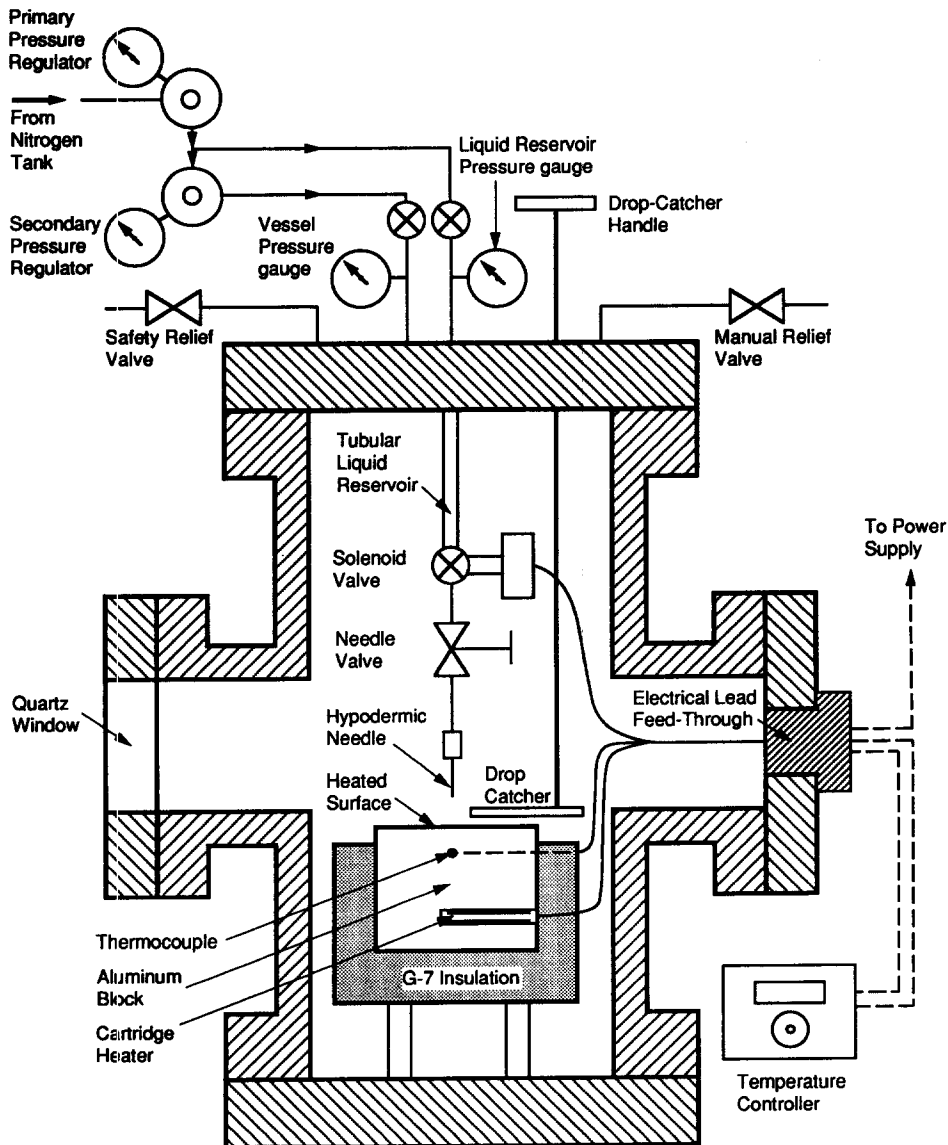 Primary
Pressure
Regulator
From
Nitrogen
Tank
Liquid Reservoir
Pressure gauge
Drop-Catcher
Handle
Secondary
Pressure
Regulator
Vessel
Pressure
gauge
Safety Relief
Valve
Manual Relief
Valve
Tubular
Liquid
Reservoir
To Power
Supply
Solenoid
Valve
Needle
Valve
Quartz
Window
Electrical Lead
Feed-Through
Hypodermic
Needle
Heated
Surface
Drop
Catcher
Thermocouple
Aluminum
Block
G-7 Insulation
Cartridge
Heater
Temperature
Controller